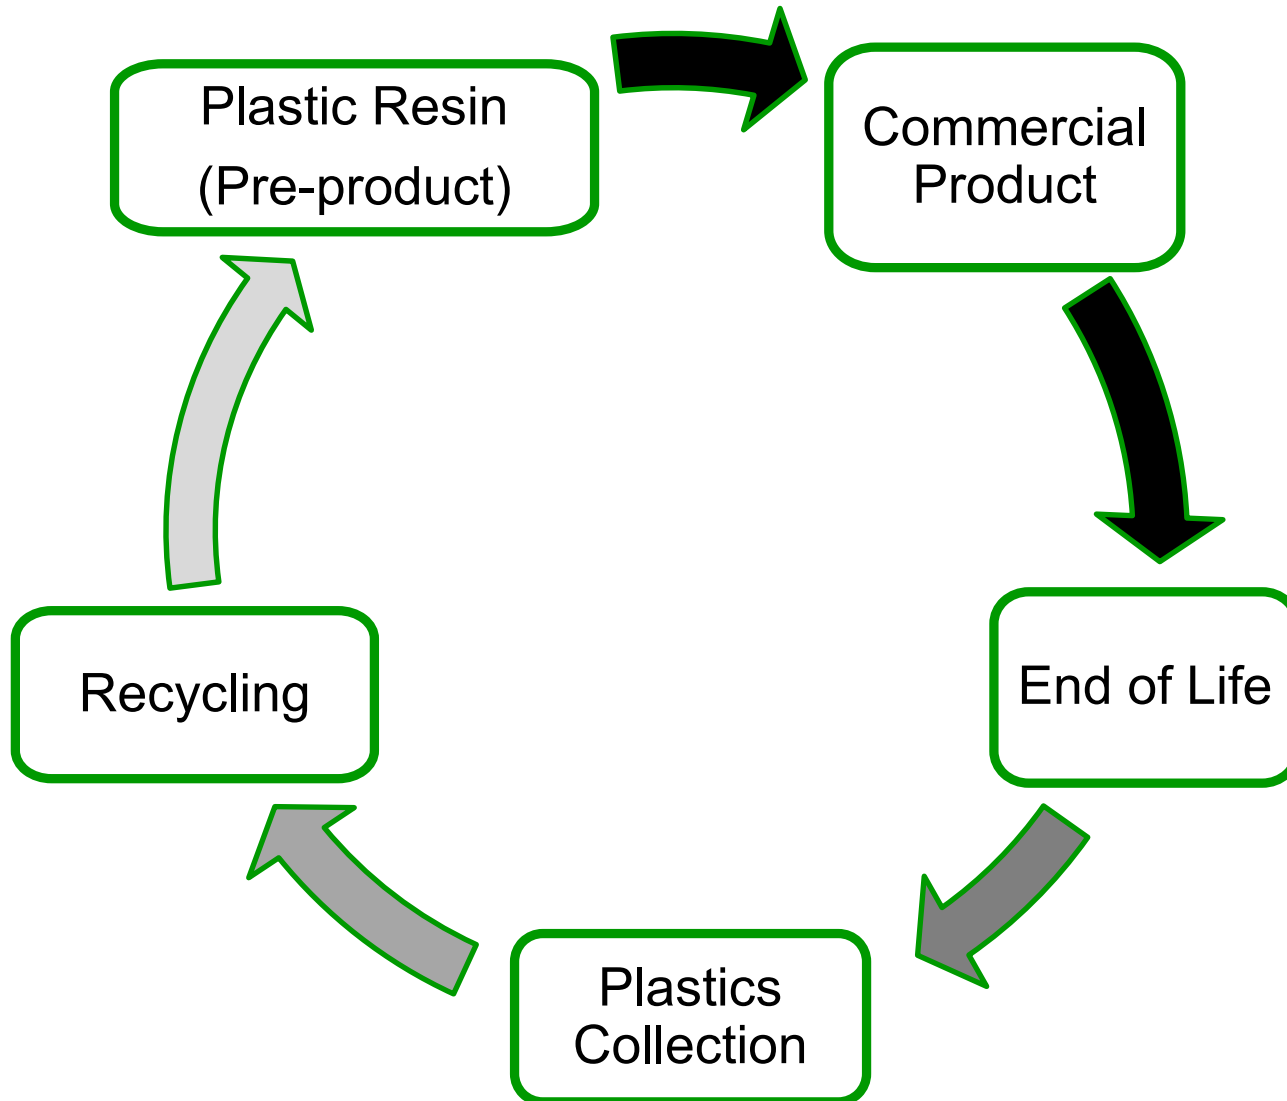 Plastic Resin
(Pre-product)
Commercial
Product
End of Life
Plastics
Collection
Recycling